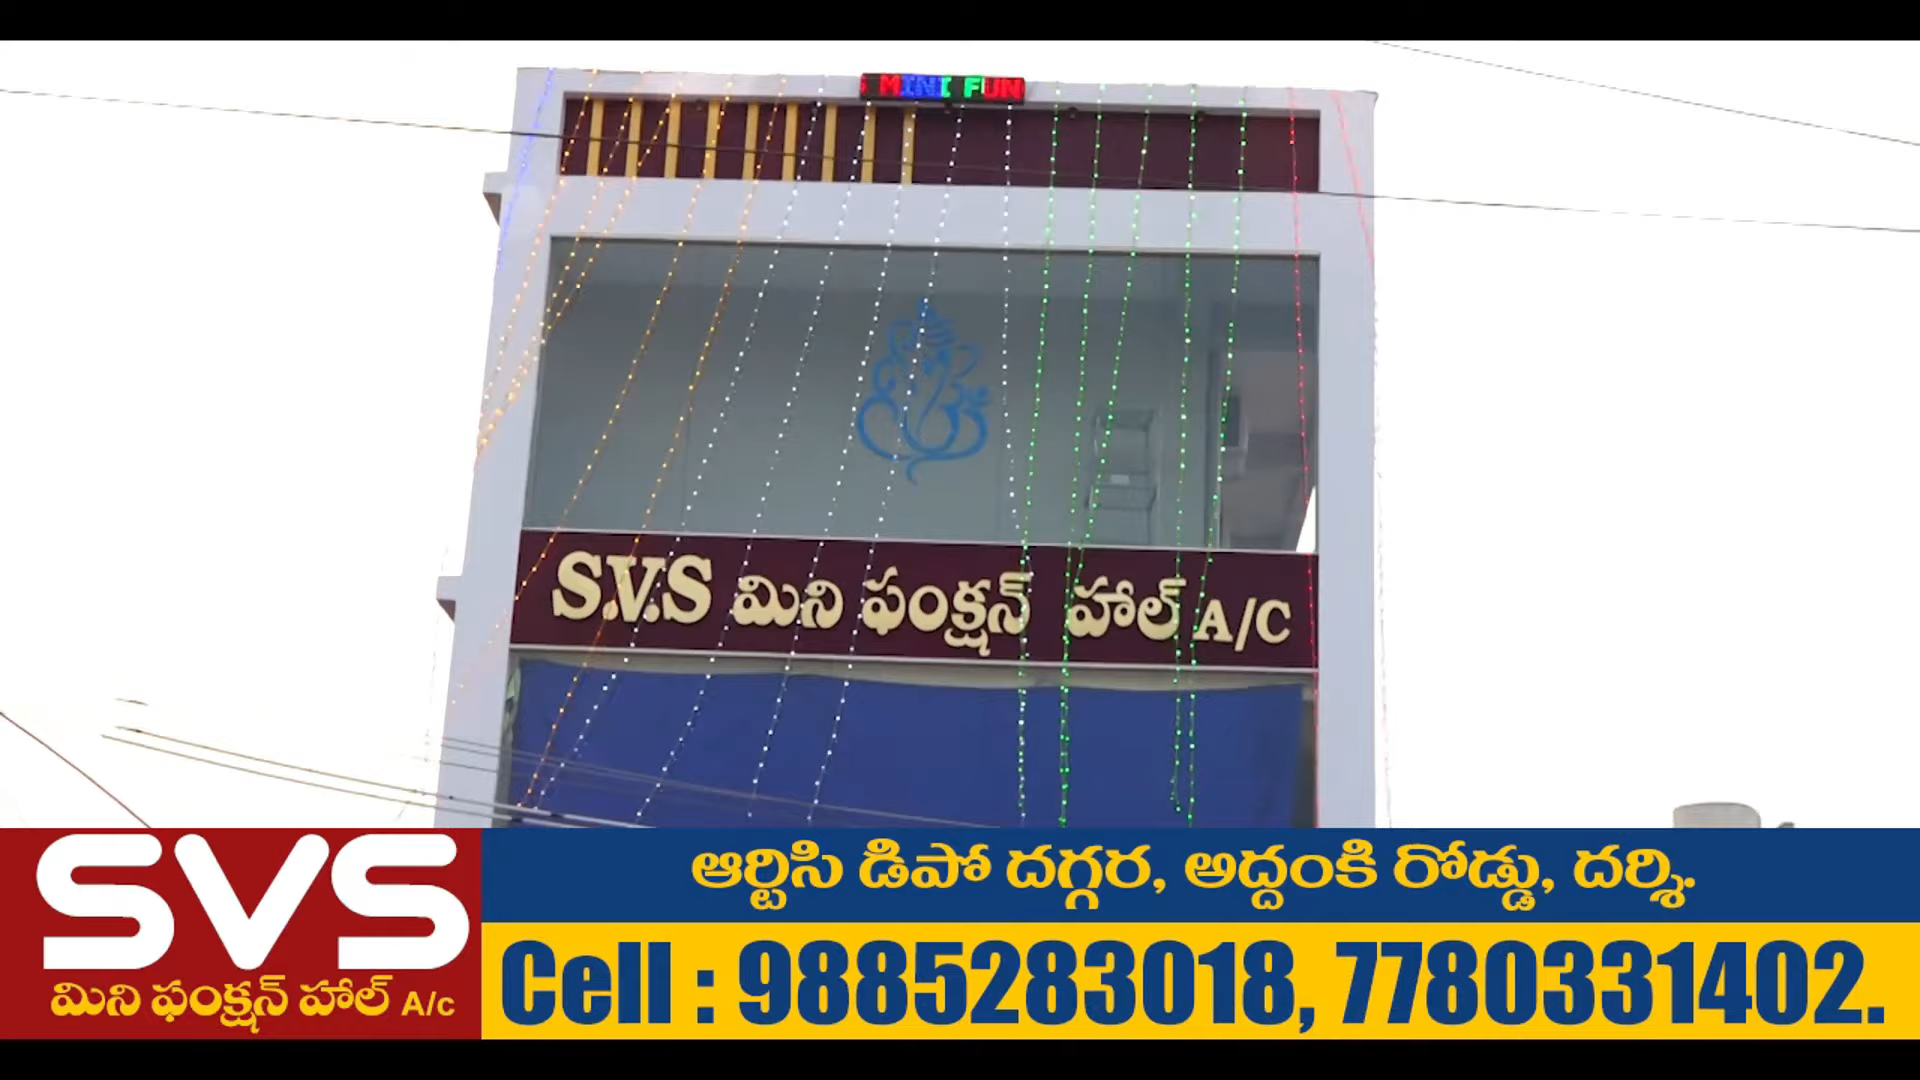 MINI FUN
S.V.S మిని ఫంక్షన్ హాల్ A/C
SVS
మిని ఫంక్షన్ హాల్ A/c
ఆర్టిసి డిపో దగ్గర, అద్దంకి రోడ్డు, దర్శి.
Cell : 9885283018, 7780331402.